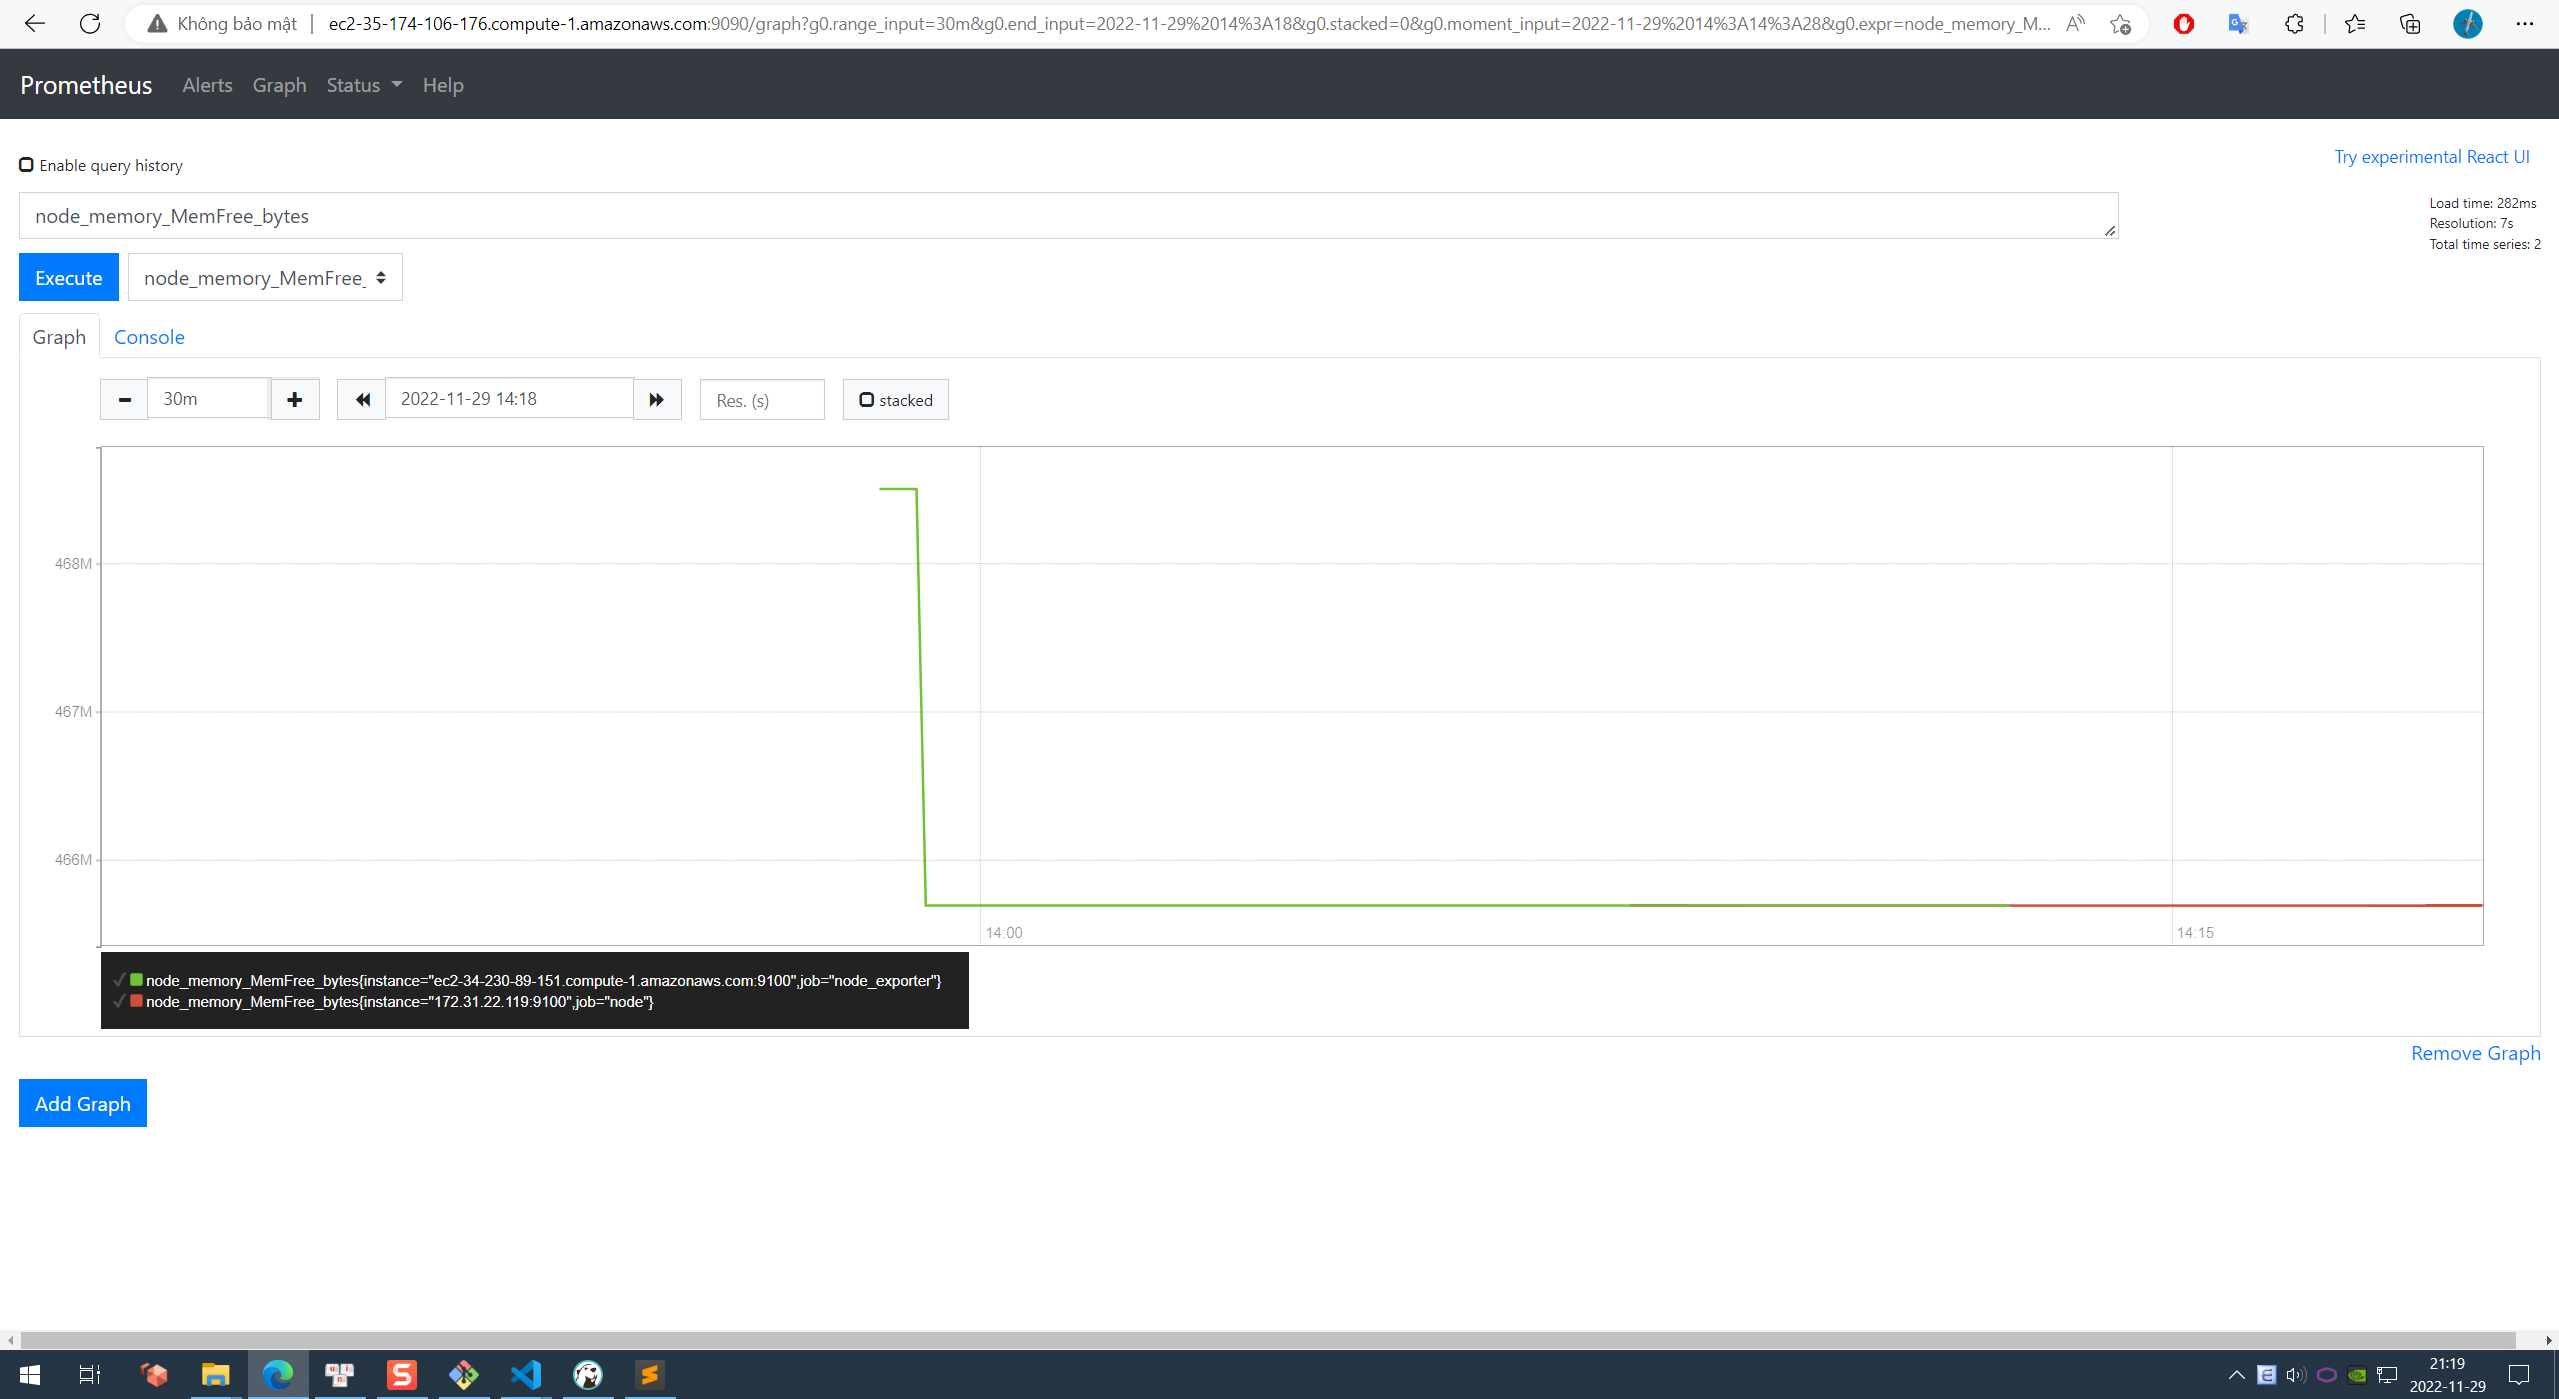 Không bảo mật | ec2-35-174-106-176.compute-1.amazonaws.com:9090/graph?g0.range_input=30m&g0.end_input=2022-11-29%2014%3A18&g0.stacked=0&g0.moment_input=2022-11-29%2014%3A14%3A28&g0.expr=node_memory_M...
Prometheus Alerts Graph Status Help
Enable query history
Try experimental React UI
node_memory_MemFree_bytes
Load time: 282ms
Resolution: 7s
Total time series: 2
Execute node_memory_MemFree_
Graph Console
30m 2022-11-29 14:18 Res. (s) stacked
468M
467M
466M
14:00 14:15
node_memory_MemFree_bytes{instance="ec2-34-230-89-151.compute-1.amazonaws.com:9100",job="node_exporter"}
node_memory_MemFree_bytes{instance="172.31.22.119:9100",job="node"}
Remove Graph
Add Graph
21:19
2022-11-29